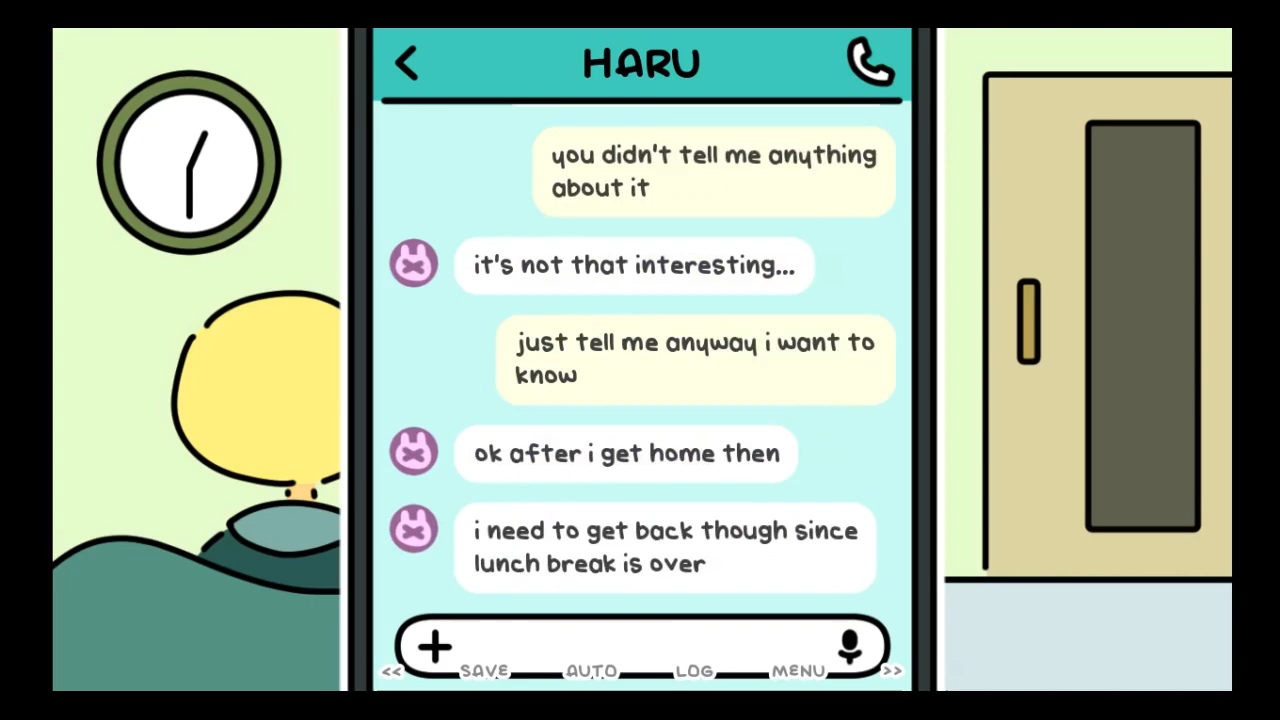 HARU
you didn't tell me anything
about it
it's not that interesting...
just tell me anyway i want to
know
ok after i get home then
i need to get back though since
lunch break is over
<< SAVE AUTO LOG MENU >>